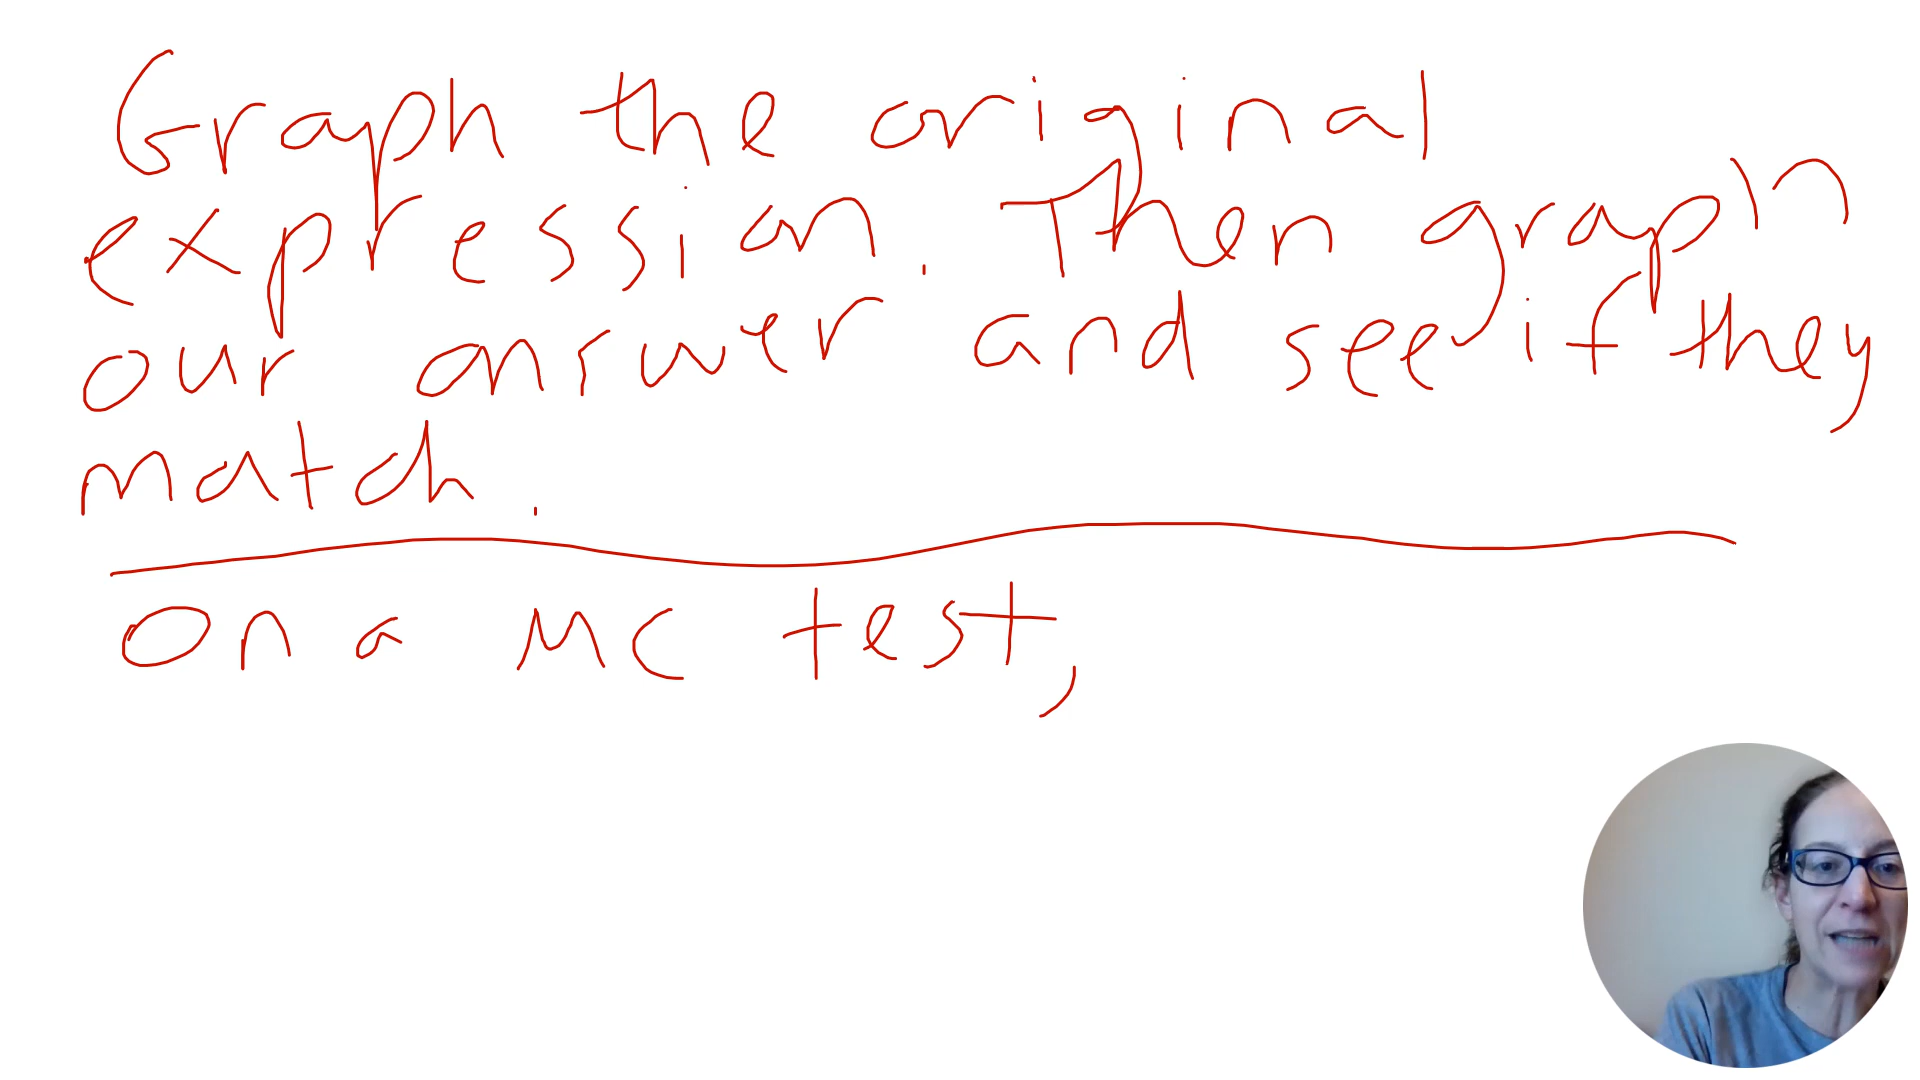 Graph the original
expression. Then graph
our answer and see if they
match.
On a MC test,